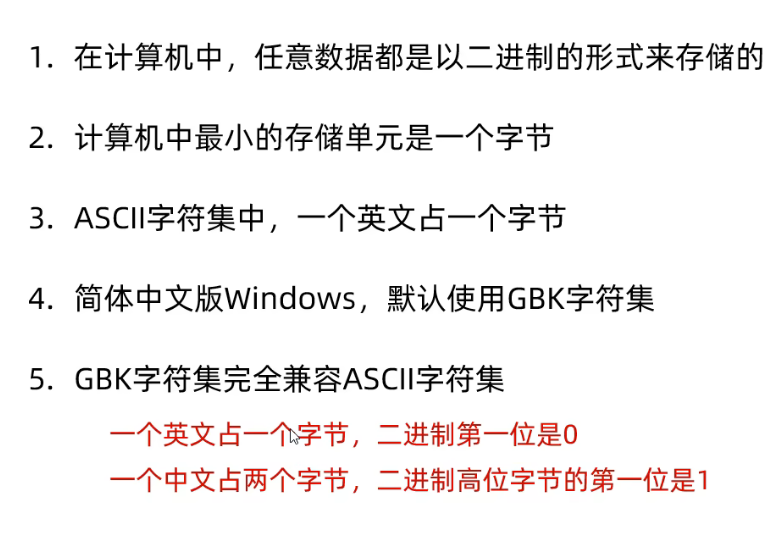 1. 在计算机中，任意数据都是以二进制的形式来存储的
2. 计算机中最小的存储单元是一个字节
3. ASCII字符集中，一个英文占一个字节
4. 简体中文版Windows，默认使用GBK字符集
5. GBK字符集完全兼容ASCII字符集
一个英文占一个字节，二进制第一位是0
一个中文占两个字节，二进制高位字节的第一位是1